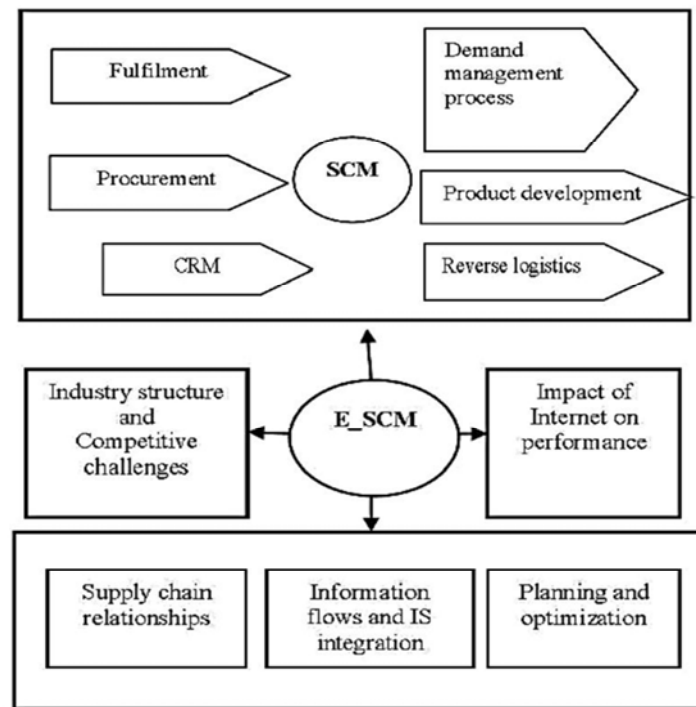 Fulfilment
Demand
management
process
SCM
Procurement
Product development
CRM
Reverse logistics
Industry structure
and
Competitive
challenges
E_SCM
Impact of
Internet on
performance
Supply chain
relationships
Information
flows and IS
integration
Planning and
optimization